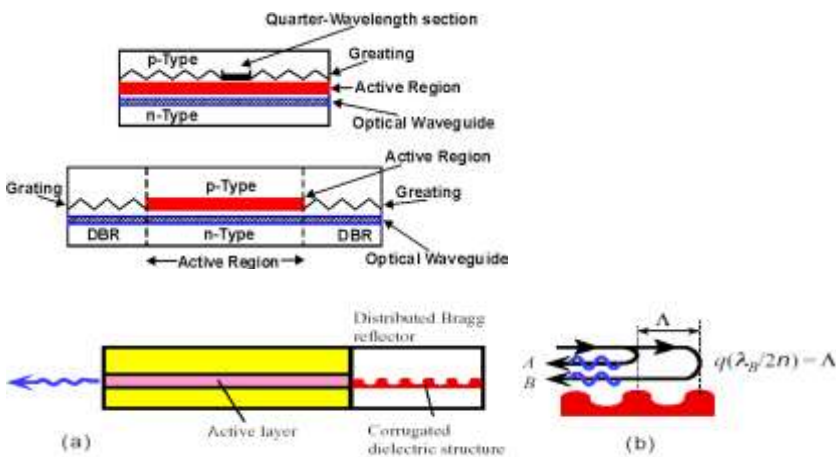 Quarter-Wavelength section
p-Type
Greating
Active Region
n-Type
Optical Waveguide
Active Region
Grating
p-Type
Greating
DBR
n-Type
DBR
Optical Waveguide
Active Region
Distributed Bragg
reflector
Λ
A
B
q(λB/2n) = Λ
Active layer
Corrugated
dielectric structure
(a)
(b)